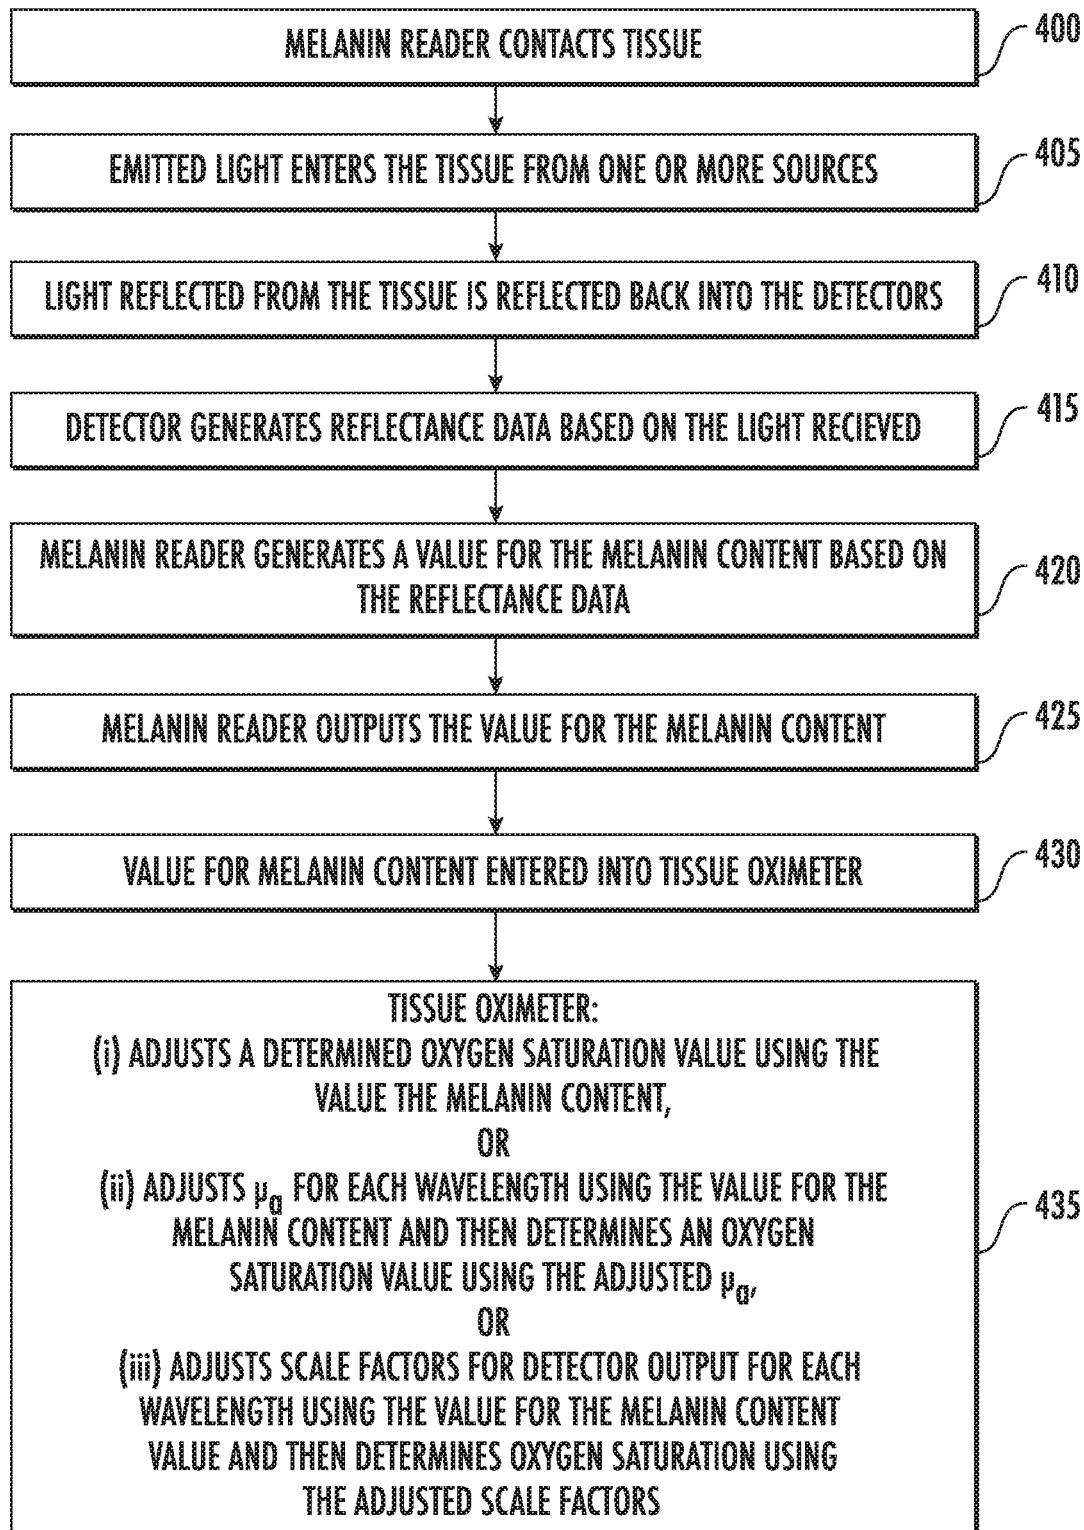 MELANIN READER CONTACTS TISSUE
400
EMITTED LIGHT ENTERS THE TISSUE FROM ONE OR MORE SOURCES
405
LIGHT REFLECTED FROM THE TISSUE IS REFLECTED BACK INTO THE DETECTORS
410
DETECTOR GENERATES REFLECTANCE DATA BASED ON THE LIGHT RECIEVED
415
MELANIN READER GENERATES A VALUE FOR THE MELANIN CONTENT BASED ON
THE REFLECTANCE DATA
420
MELANIN READER OUTPUTS THE VALUE FOR THE MELANIN CONTENT
425
VALUE FOR MELANIN CONTENT ENTERED INTO TISSUE OXIMETER
430
TISSUE OXIMETER:
(i) ADJUSTS A DETERMINED OXYGEN SATURATION VALUE USING THE
VALUE THE MELANIN CONTENT,
OR
(ii) ADJUSTS μa FOR EACH WAVELENGTH USING THE VALUE FOR THE
MELANIN CONTENT AND THEN DETERMINES AN OXYGEN
SATURATION VALUE USING THE ADJUSTED μa,
OR
(iii) ADJUSTS SCALE FACTORS FOR DETECTOR OUTPUT FOR EACH
WAVELENGTH USING THE VALUE FOR THE MELANIN CONTENT
VALUE AND THEN DETERMINES OXYGEN SATURATION USING
THE ADJUSTED SCALE FACTORS
435